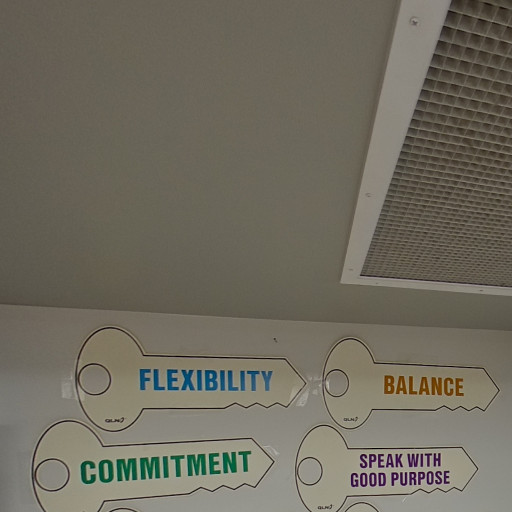 FLEXIBILITY
BALANCE
COMMITMENT
SPEAK WITH
GOOD PURPOSE